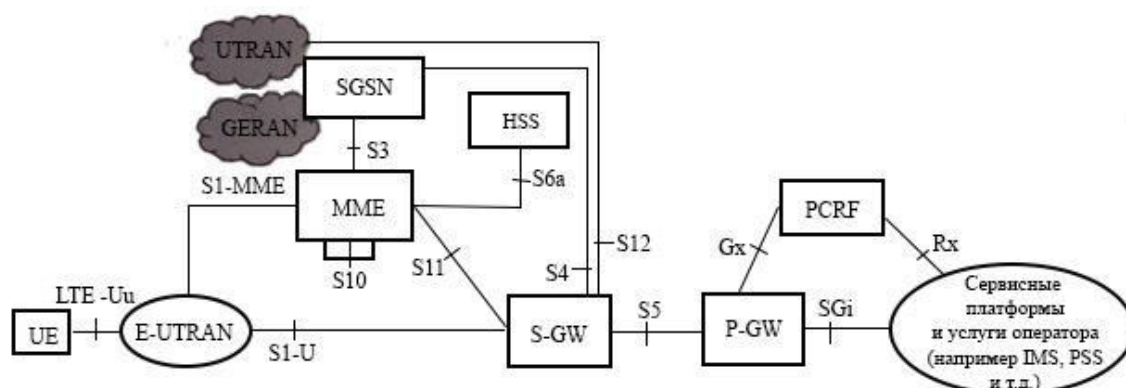 UTRAN
SGSN
GERAN
HSS
S3
S6a
S1-MME
MME
PCRF
S10
S11
S12
S4
Gx
Rx
LTE -Uu
UE
E-UTRAN
S1-U
S-GW
S5
P-GW
SGi
Сервисные
платформы
и услуги оператора
(например IMS, PSS
и т.д.)